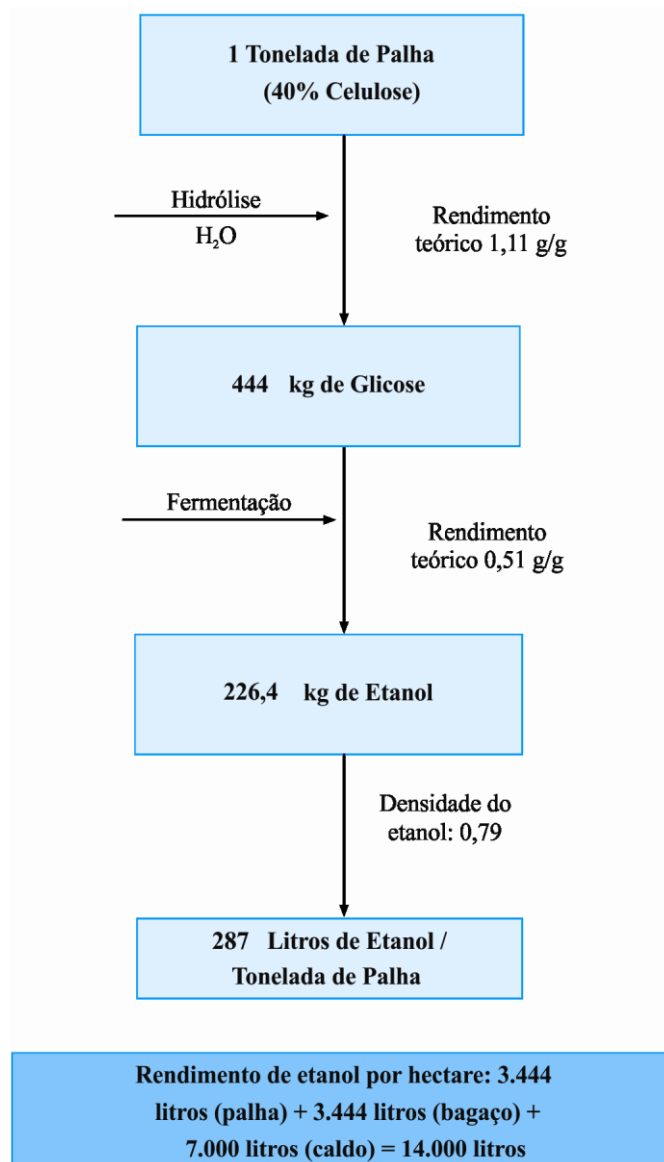 1 Tonelada de Palha
(40% Celulose)
Hidrólise
H₂O
Rendimento
teórico 1,11 g/g
444 kg de Glicose
Fermentação
Rendimento
teórico 0,51 g/g
226,4 kg de Etanol
Densidade do
etanol: 0,79
287 Litros de Etanol /
Tonelada de Palha
Rendimento de etanol por hectare: 3.444
litros (palha) + 3.444 litros (bagaço) +
7.000 litros (caldo) = 14.000 litros